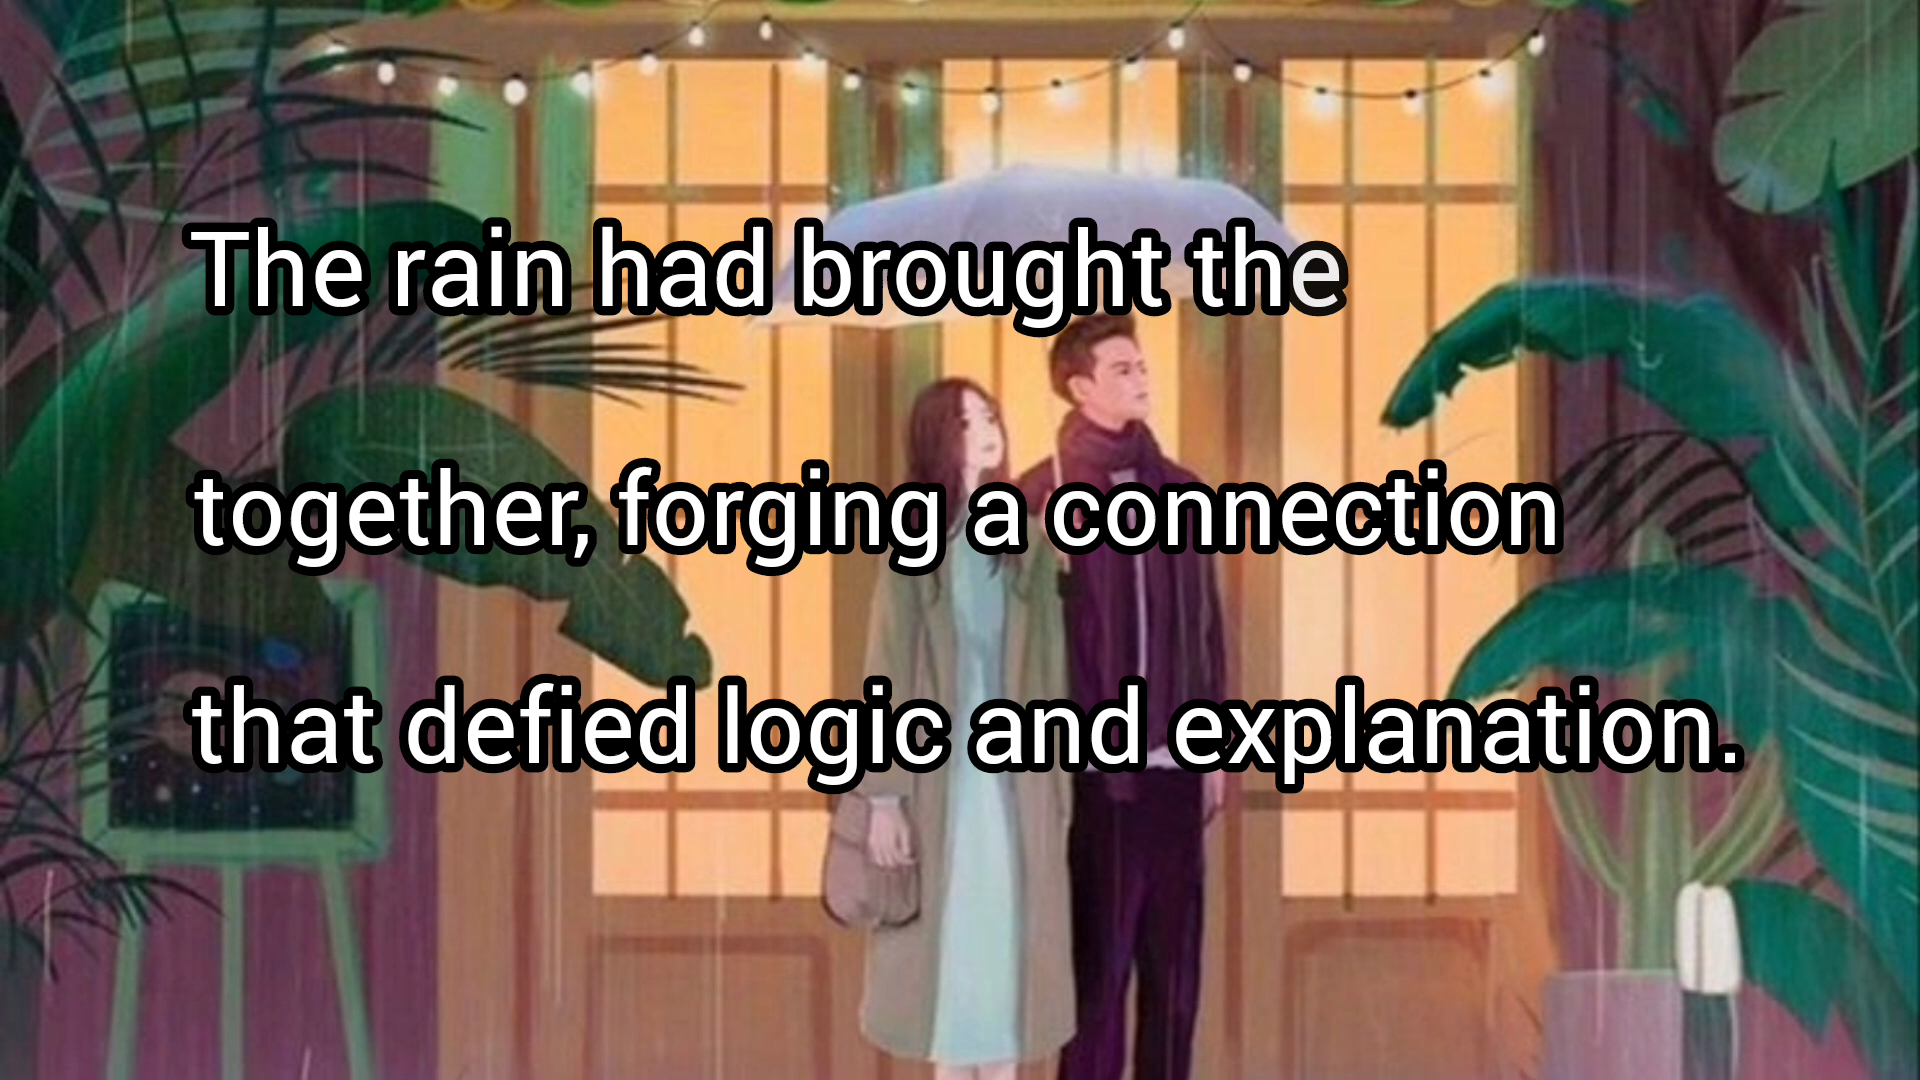 The rain had brought the
together, forging a connection
that defied logic and explanation.